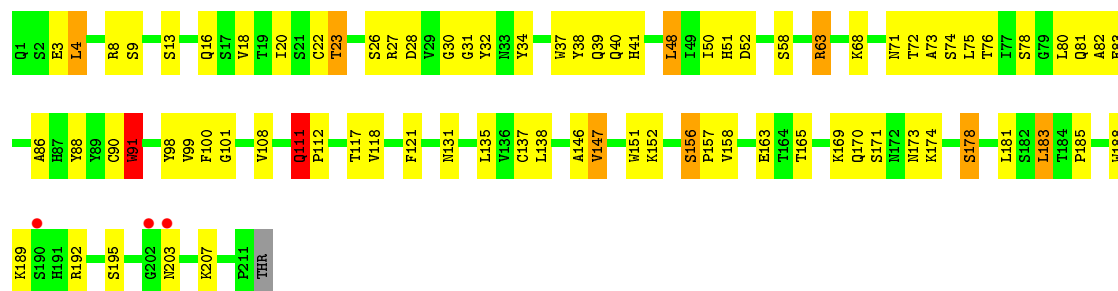 Q1 S2 E3 L4 R8 S9 S13 Q16 S17 V18 T19 I20 S21 C22 T23 S26 R27 D28 V29 G30 G31 Y32 N33 Y34 W37 Y38 Q39 Q40 H41 L48 I49 I50 H51 D52 S58 R63 K68 N71 T72 A73 S74 L75 T76 I77 S78 G79 L80 Q81 A82
A86 H87 Y88 Y89 C90 W91 Y98 V99 F100 G101 V108 Q111 P112 T117 V118 F121 N131 L135 V136 C137 L138 A146 V147 W151 K152 S156 P157 V158 E163 T164 T165 K169 Q170 S171 N172 N173 K174 S178 L181 S182 L183 T184 P185
K189 S190 H191 R192 S195 G202 N203 K207 P211 THR